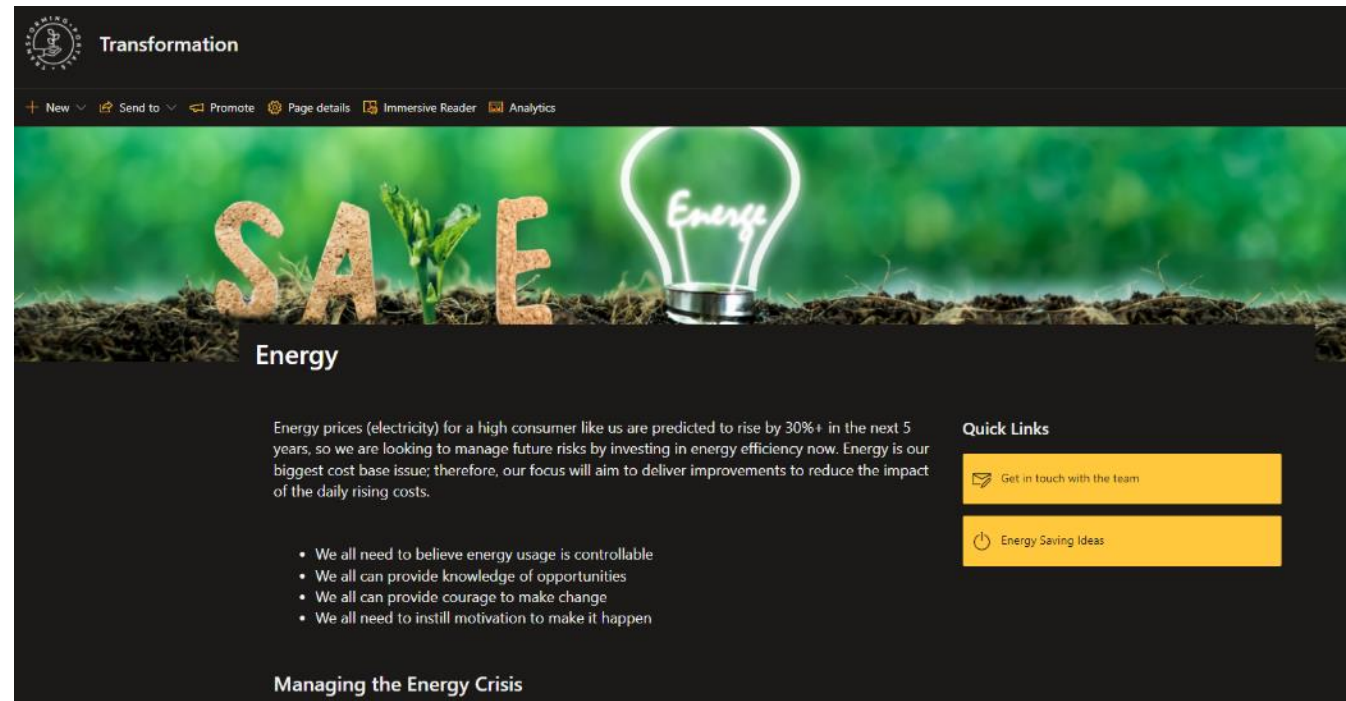 TRANSFORMING · PORTALS ·
Transformation
New
Send to
Promote
Page details
Immersive Reader
Analytics
SAVE
Energe
Energy
Energy prices (electricity) for a high consumer like us are predicted to rise by 30%+ in the next 5
years, so we are looking to manage future risks by investing in energy efficiency now. Energy is our
biggest cost base issue; therefore, our focus will aim to deliver improvements to reduce the impact
of the daily rising costs.
• We all need to believe energy usage is controllable
• We all can provide knowledge of opportunities
• We all can provide courage to make change
• We all need to instill motivation to make it happen
Managing the Energy Crisis
Quick Links
Get in touch with the team
Energy Saving Ideas